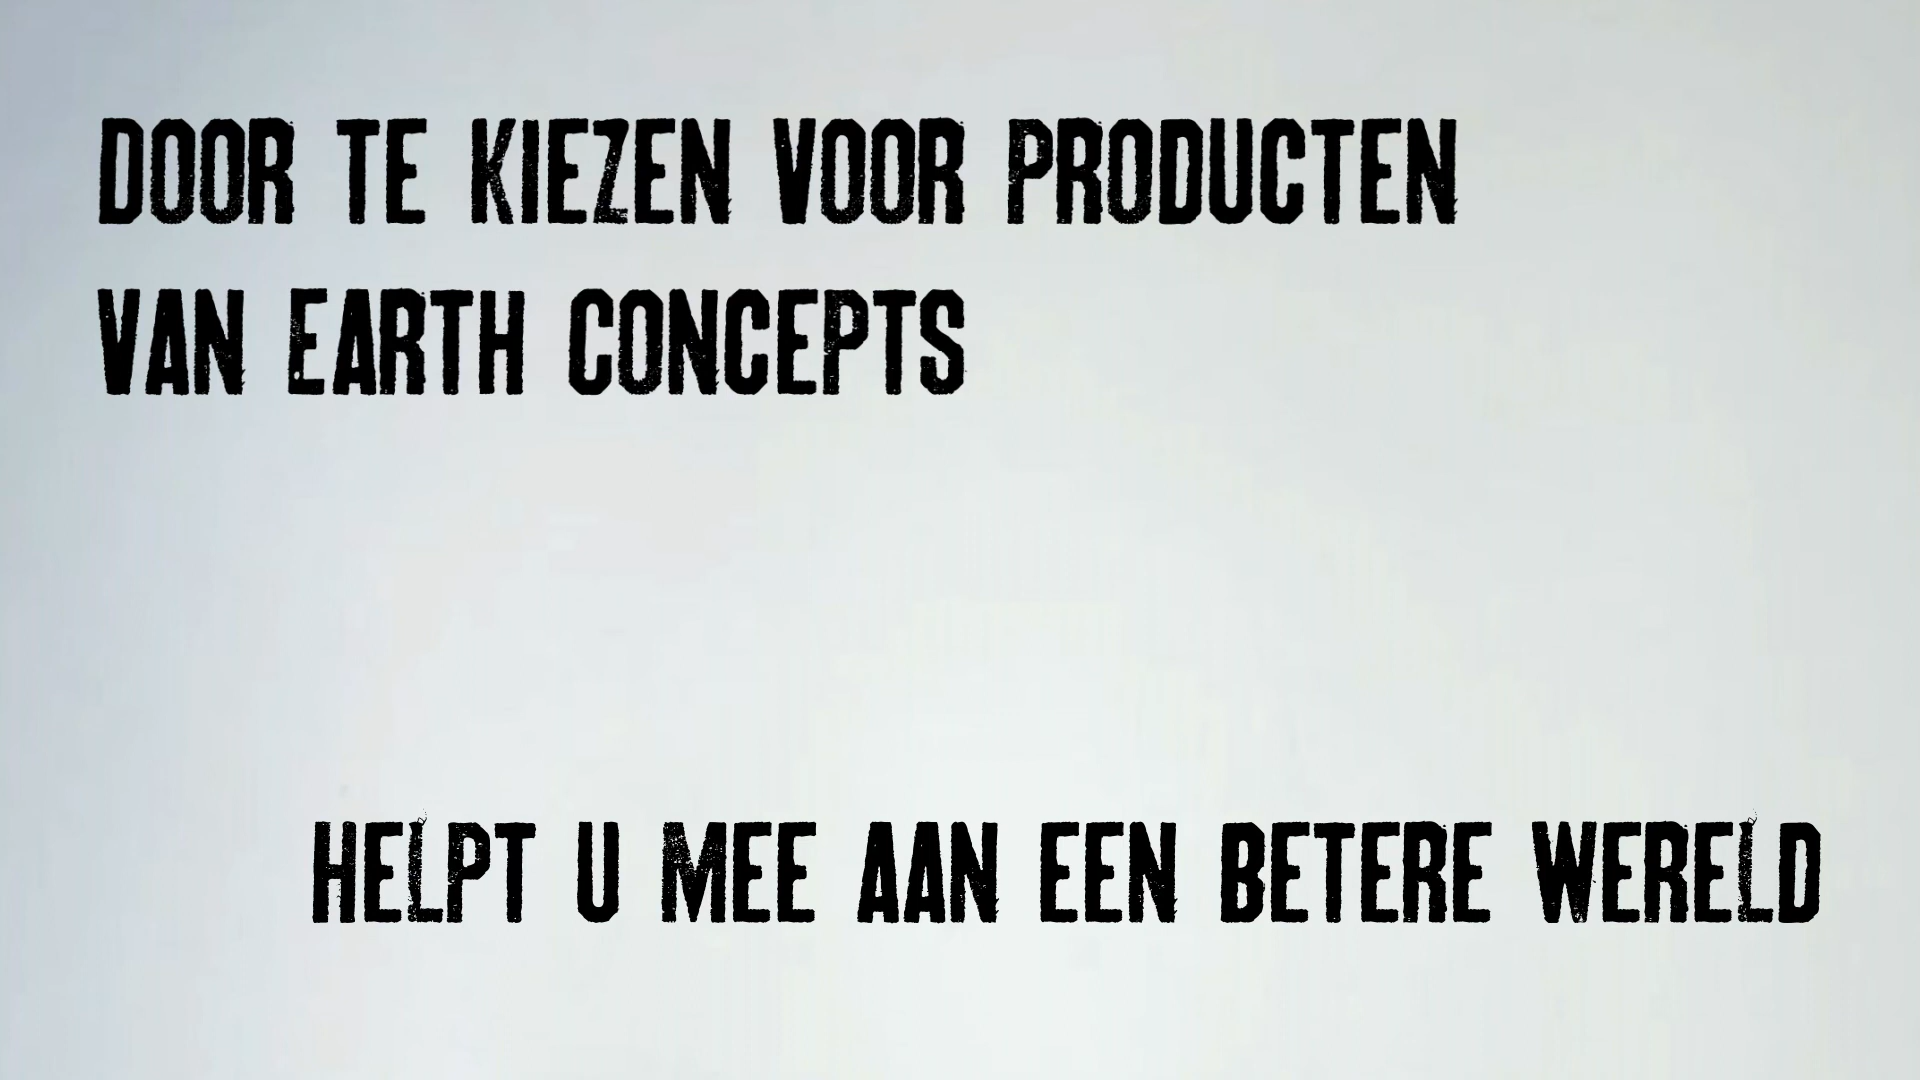 DOOR TE KIEZEN VOOR PRODUCTEN
VAN EARTH CONCEPTS
HELPT U MEE AAN EEN BETERE WERELD